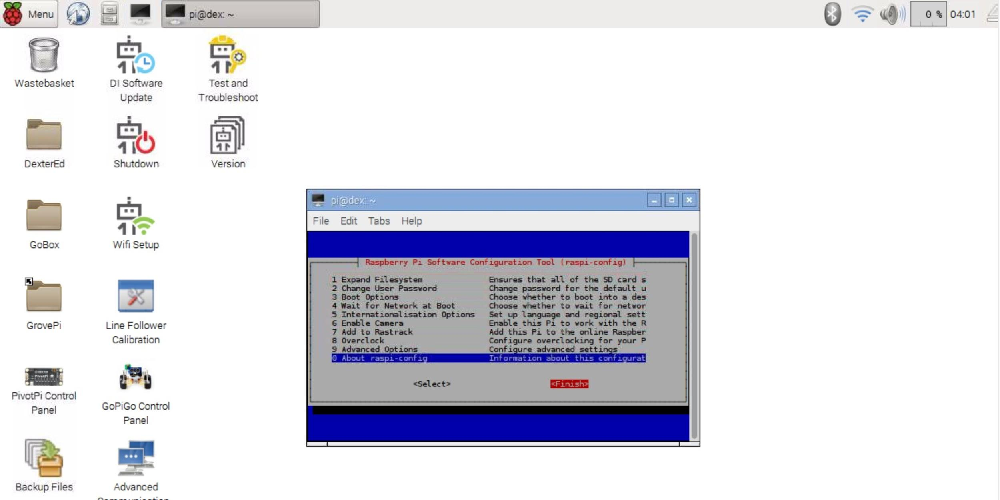 Menu
pi@dex: ~
0 %
04:01
Wastebasket
DI Software
Update
Test and
Troubleshoot
DexterEd
Shutdown
Version
GoBox
Wifi Setup
GrovePi
Line Follower
Calibration
PivotPi
PivotPi Control
Panel
GoPiGo Control
Panel
Backup Files
Advanced
pi@dex: ~
File Edit Tabs Help
Raspberry Pi Software Configuration Tool (raspi-config)
1 Expand Filesystem Ensures that all of the SD card s
2 Change User Password Change password for the default u
3 Boot Options Choose whether to boot into a des
4 Wait for Network at Boot Choose whether to wait for networ
5 Internationalisation Options Set up language and regional sett
6 Enable Camera Enable this Pi to work with the R
7 Add to Rastrack Add this Pi to the online Raspber
8 Overclock Configure overclocking for your P
9 Advanced Options Configure advanced settings
0 About raspi-config Information about this configurat
<Select> <Finish>